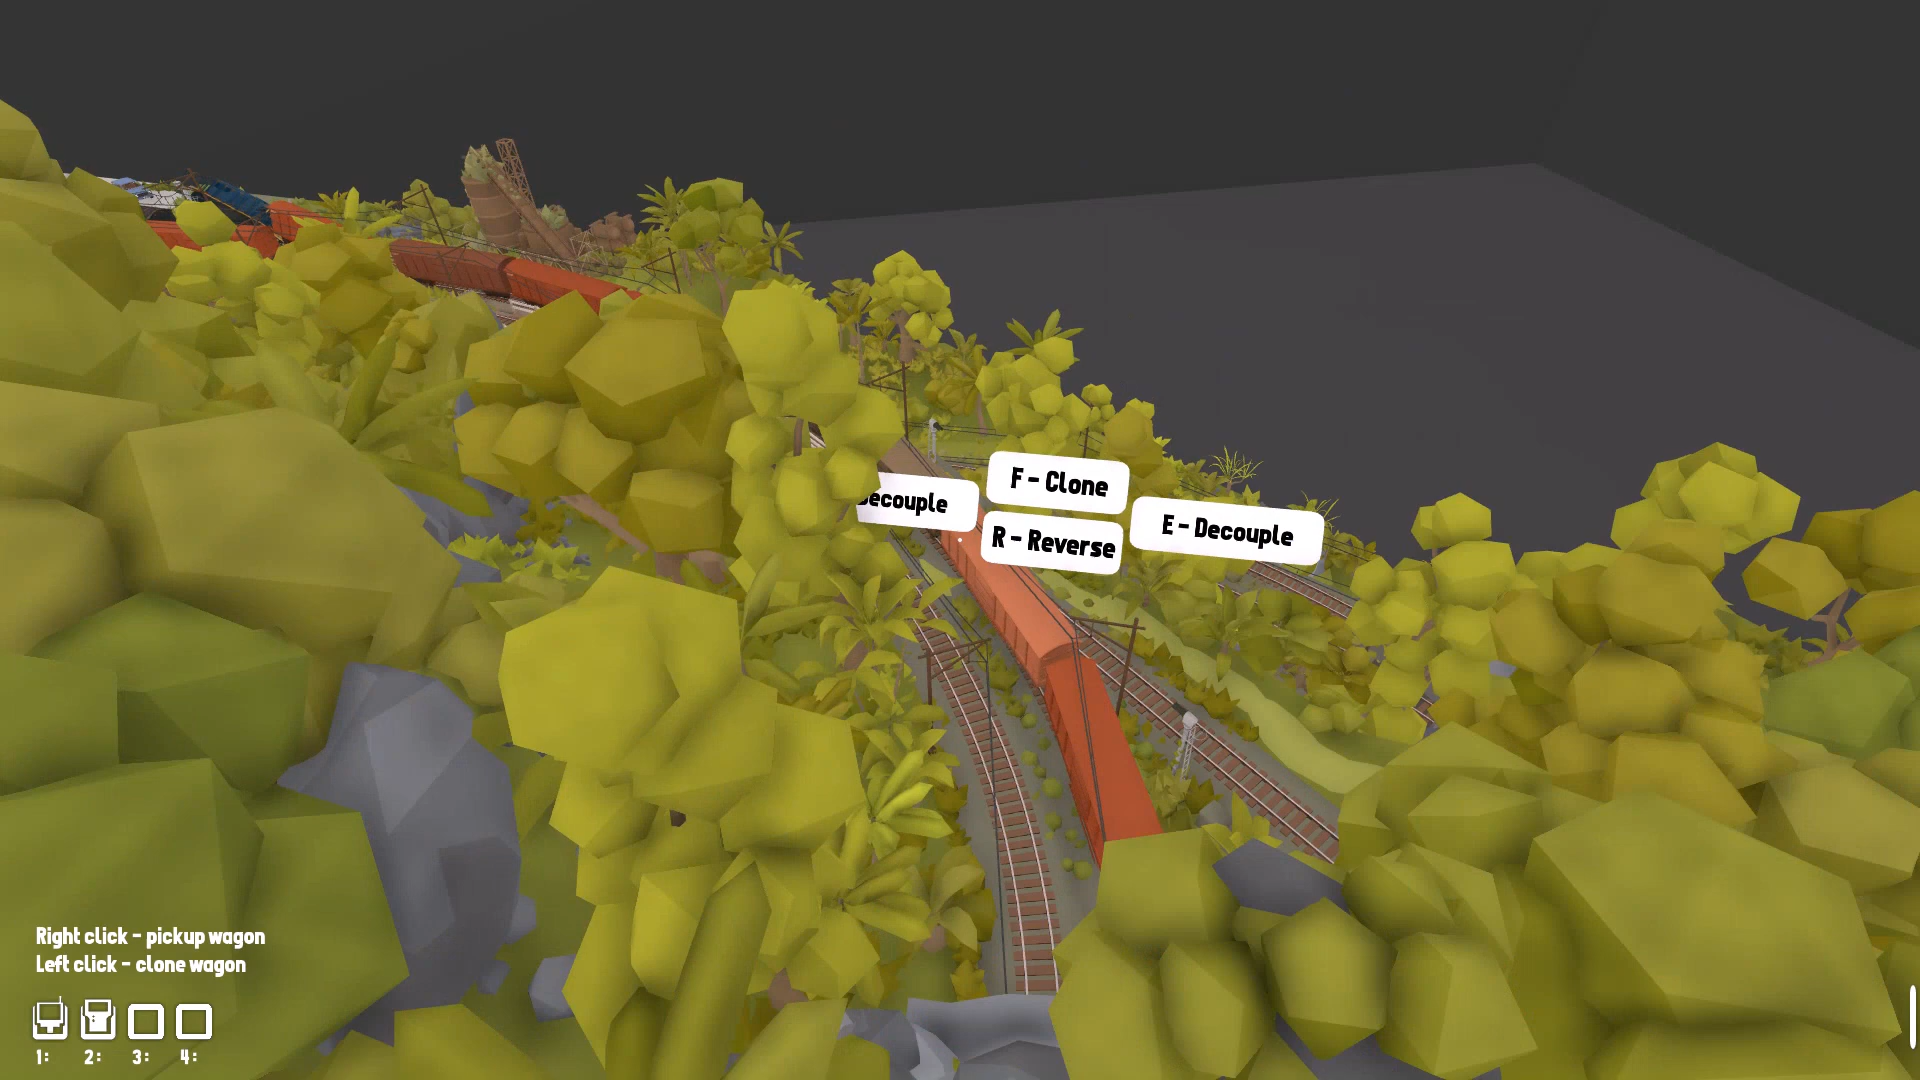 F - Clone
ecouple
R - Reverse
E - Decouple
Right click - pickup wagon
Left click - clone wagon
1: 2: 3: 4: